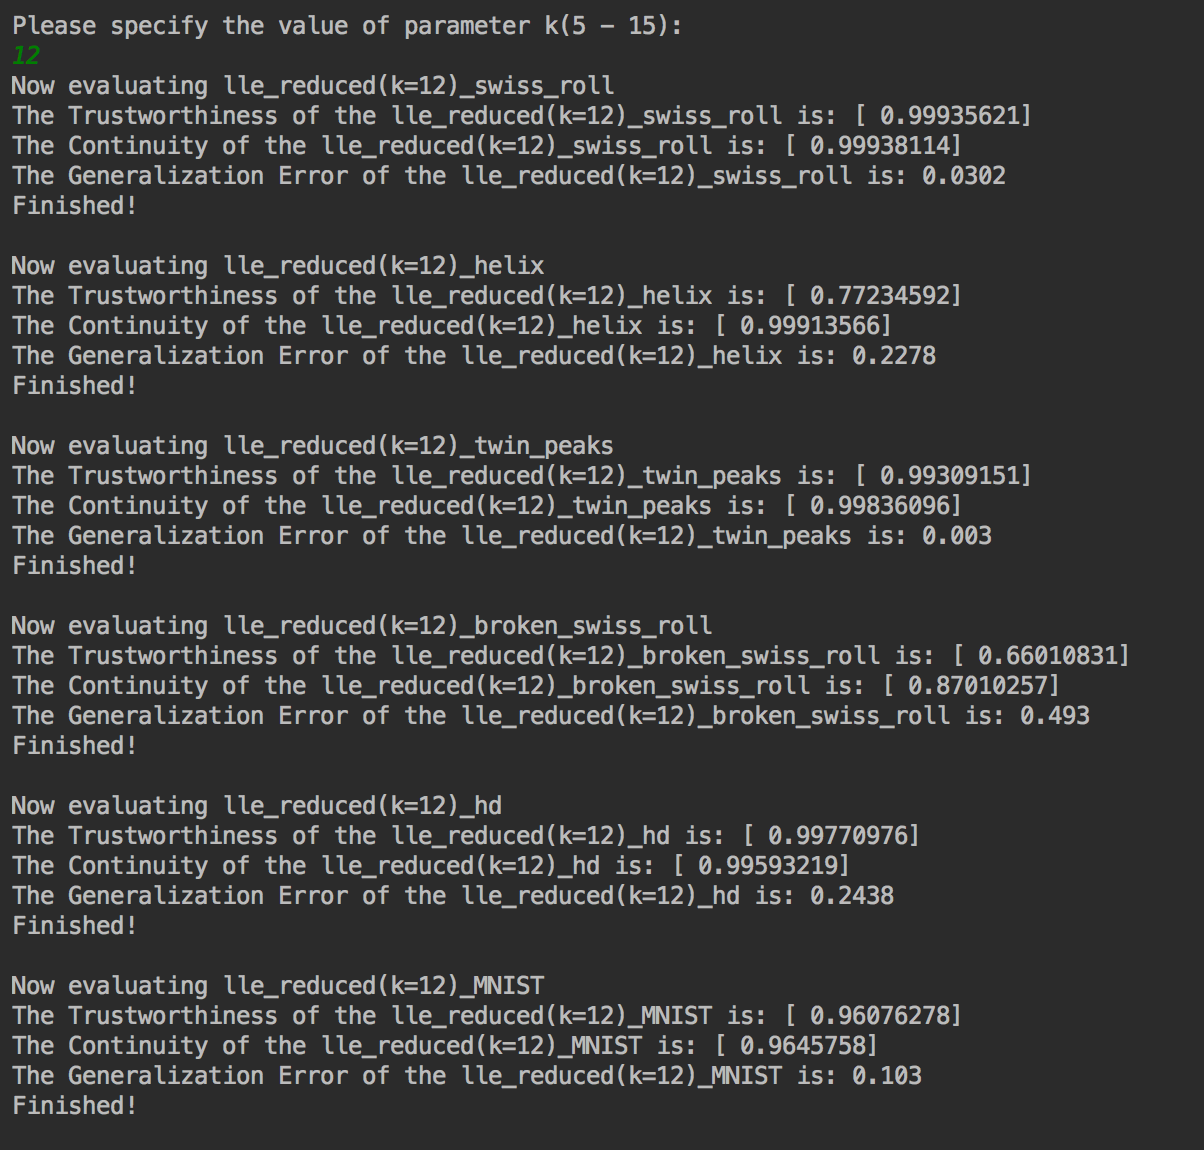 Please specify the value of parameter k(5 – 15):
12
Now evaluating lle_reduced(k=12)_swiss_roll
The Trustworthiness of the lle_reduced(k=12)_swiss_roll is: [ 0.99935621]
The Continuity of the lle_reduced(k=12)_swiss_roll is: [ 0.99938114]
The Generalization Error of the lle_reduced(k=12)_swiss_roll is: 0.0302
Finished!
Now evaluating lle_reduced(k=12)_helix
The Trustworthiness of the lle_reduced(k=12)_helix is: [ 0.77234592]
The Continuity of the lle_reduced(k=12)_helix is: [ 0.99913566]
The Generalization Error of the lle_reduced(k=12)_helix is: 0.2278
Finished!
Now evaluating lle_reduced(k=12)_twin_peaks
The Trustworthiness of the lle_reduced(k=12)_twin_peaks is: [ 0.99309151]
The Continuity of the lle_reduced(k=12)_twin_peaks is: [ 0.99836096]
The Generalization Error of the lle_reduced(k=12)_twin_peaks is: 0.003
Finished!
Now evaluating lle_reduced(k=12)_broken_swiss_roll
The Trustworthiness of the lle_reduced(k=12)_broken_swiss_roll is: [ 0.66010831]
The Continuity of the lle_reduced(k=12)_broken_swiss_roll is: [ 0.87010257]
The Generalization Error of the lle_reduced(k=12)_broken_swiss_roll is: 0.493
Finished!
Now evaluating lle_reduced(k=12)_hd
The Trustworthiness of the lle_reduced(k=12)_hd is: [ 0.99770976]
The Continuity of the lle_reduced(k=12)_hd is: [ 0.99593219]
The Generalization Error of the lle_reduced(k=12)_hd is: 0.2438
Finished!
Now evaluating lle_reduced(k=12)_MNIST
The Trustworthiness of the lle_reduced(k=12)_MNIST is: [ 0.96076278]
The Continuity of the lle_reduced(k=12)_MNIST is: [ 0.9645758]
The Generalization Error of the lle_reduced(k=12)_MNIST is: 0.103
Finished!